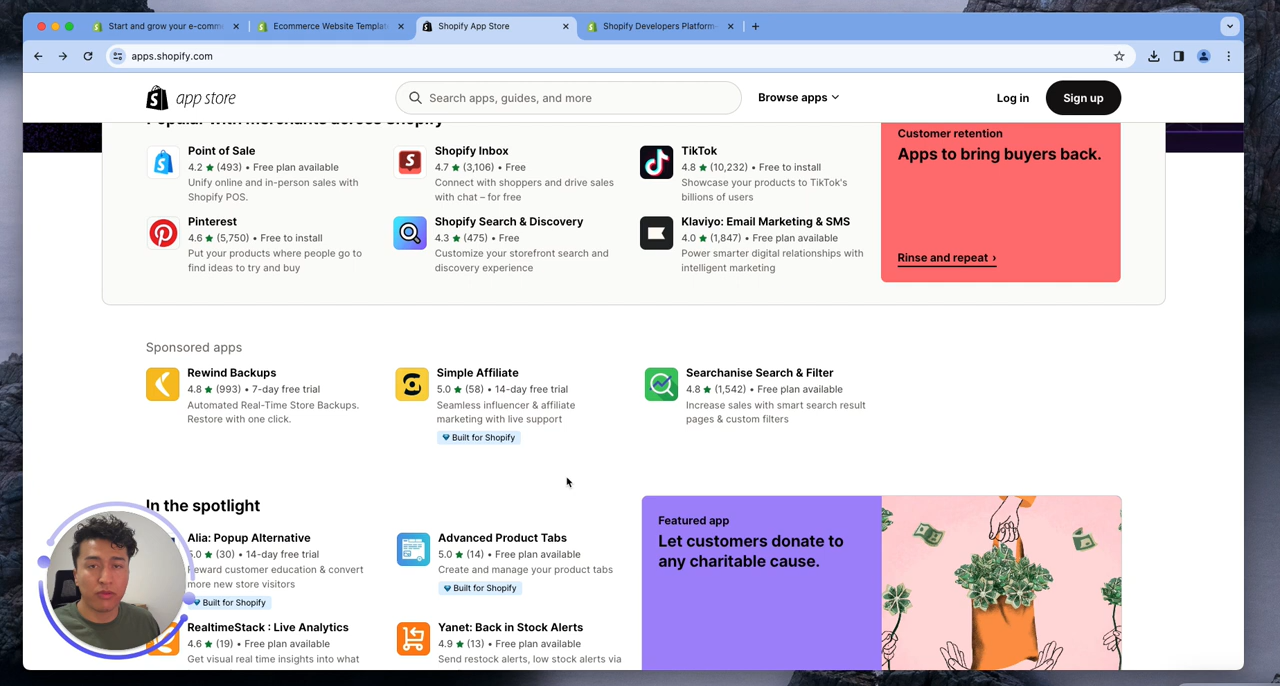 Start and grow your e-comm
Ecommerce Website Templat
Shopify App Store
Shopify Developers Platform
apps.shopify.com
app store
Search apps, guides, and more
Browse apps
Log in
Sign up
Popular with merchants across Shopify
Point of Sale
4.2 ★ (493) • Free plan available
Unify online and in-person sales with
Shopify POS.
Shopify Inbox
4.7 ★ (3,106) • Free
Connect with shoppers and drive sales
with chat – for free
TikTok
4.8 ★ (10,232) • Free to install
Showcase your products to TikTok's
billions of users
Pinterest
4.6 ★ (5,750) • Free to install
Put your products where people go to
find ideas to try and buy
Shopify Search & Discovery
4.3 ★ (475) • Free
Customize your storefront search and
discovery experience
Klaviyo: Email Marketing & SMS
4.0 ★ (1,847) • Free plan available
Power smarter digital relationships with
intelligent marketing
Customer retention
Apps to bring buyers back.
Rinse and repeat ›
Sponsored apps
Rewind Backups
4.8 ★ (993) • 7-day free trial
Automated Real-Time Store Backups.
Restore with one click.
Simple Affiliate
5.0 ★ (58) • 14-day free trial
Seamless influencer & affiliate
marketing with live support
Built for Shopify
Searchanise Search & Filter
4.8 ★ (1,542) • Free plan available
Increase sales with smart search result
pages & custom filters
In the spotlight
Alia: Popup Alternative
5.0 ★ (30) • 14-day free trial
Reward customer education & convert
more new store visitors
Built for Shopify
Advanced Product Tabs
5.0 ★ (14) • Free plan available
Create and manage your product tabs
Built for Shopify
RealtimeStack : Live Analytics
4.6 ★ (19) • Free plan available
Get visual real time insights into what
Yanet: Back in Stock Alerts
4.9 ★ (13) • Free plan available
Send restock alerts, low stock alerts via
Featured app
Let customers donate to
any charitable cause.